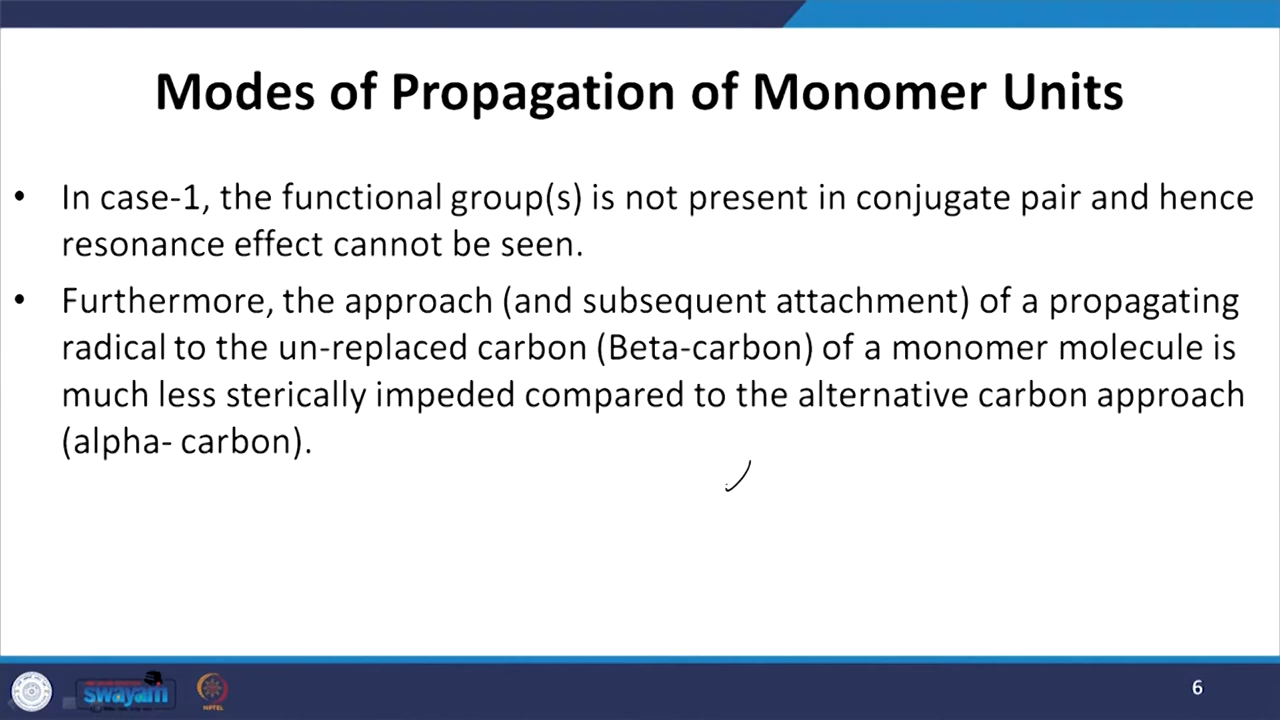 Modes of Propagation of Monomer Units
• In case-1, the functional group(s) is not present in conjugate pair and hence
resonance effect cannot be seen.
• Furthermore, the approach (and subsequent attachment) of a propagating
radical to the un-replaced carbon (Beta-carbon) of a monomer molecule is
much less sterically impeded compared to the alternative carbon approach
(alpha- carbon).
swayam
NPTEL
6